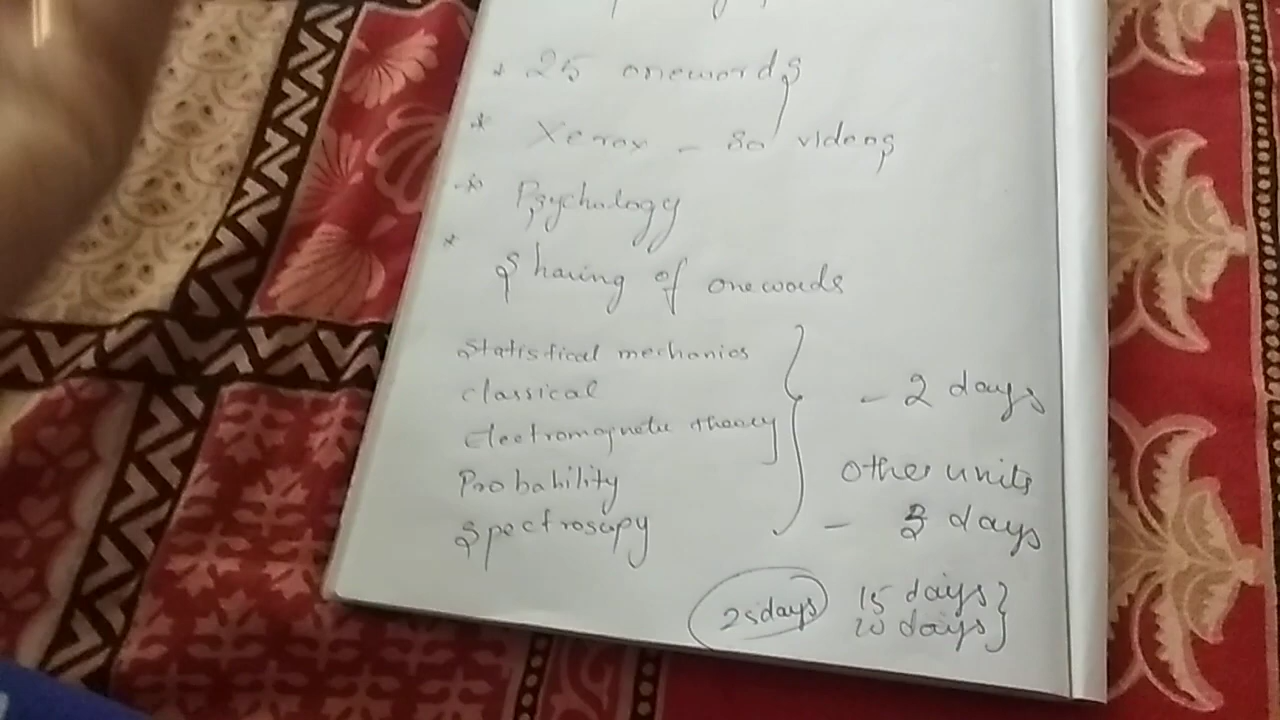 * 25 onewords
* Xerox - 80 videos
* Psychology
* Sharing of onewords
Statistical mechanics
classical
Electromagnetic theory
Probability
Spectroscopy
- 2 days
Other units
- 3 days
25days
15 days
10 days